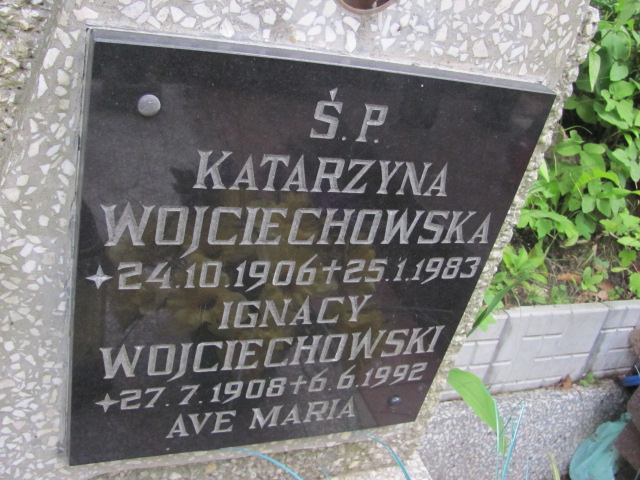 Ś.P.
KATARZYNA
WOJCIECHOWSKA
✦24.10.1906✝25.1.1983
IGNACY
WOJCIECHOWSKI
✦27.7.1908✝6.6.1992
AVE MARIA